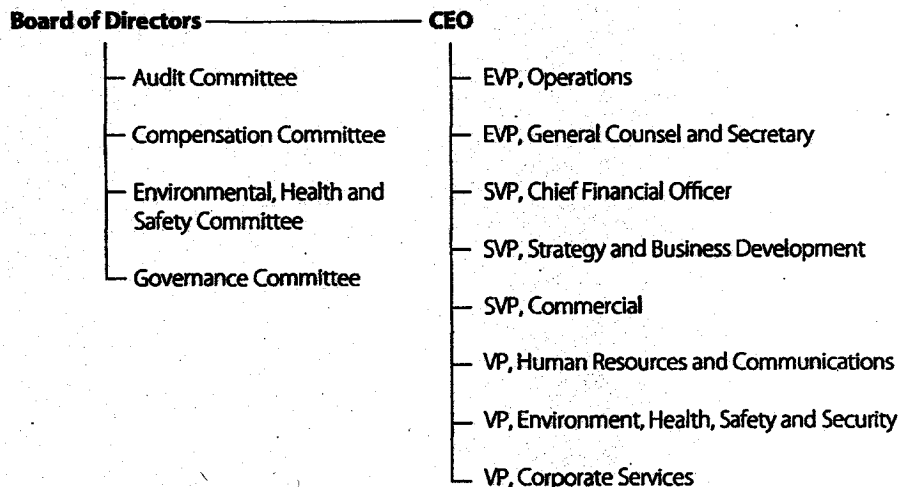 Board of Directors
Audit Committee
Compensation Committee
Environmental, Health and
Safety Committee
Governance Committee
CEO
EVP, Operations
EVP, General Counsel and Secretary
SVP, Chief Financial Officer
SVP, Strategy and Business Development
SVP, Commercial
VP, Human Resources and Communications
VP, Environment, Health, Safety and Security
VP, Corporate Services